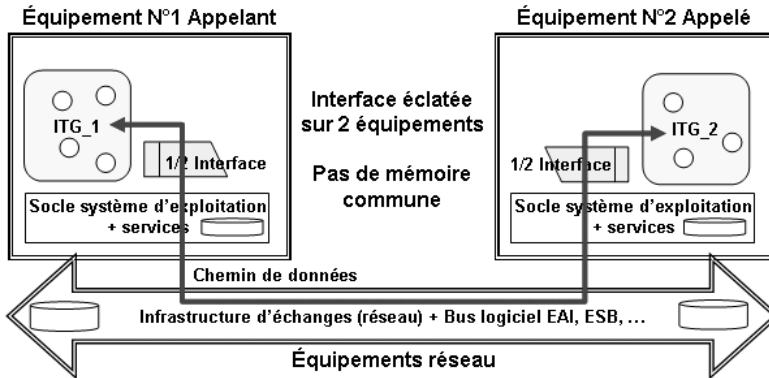 Équipement N°1 Appelant
Équipement N°2 Appelé
ITG_1
1/2 Interface
Socle système d'exploitation
+ services
Interface éclatée
sur 2 équipements
Pas de mémoire
commune
ITG_2
1/2 Interface
Socle système d'exploitation
+ services
Chemin de données
Infrastructure d'échanges (réseau) + Bus logiciel EAI, ESB, …
Équipements réseau